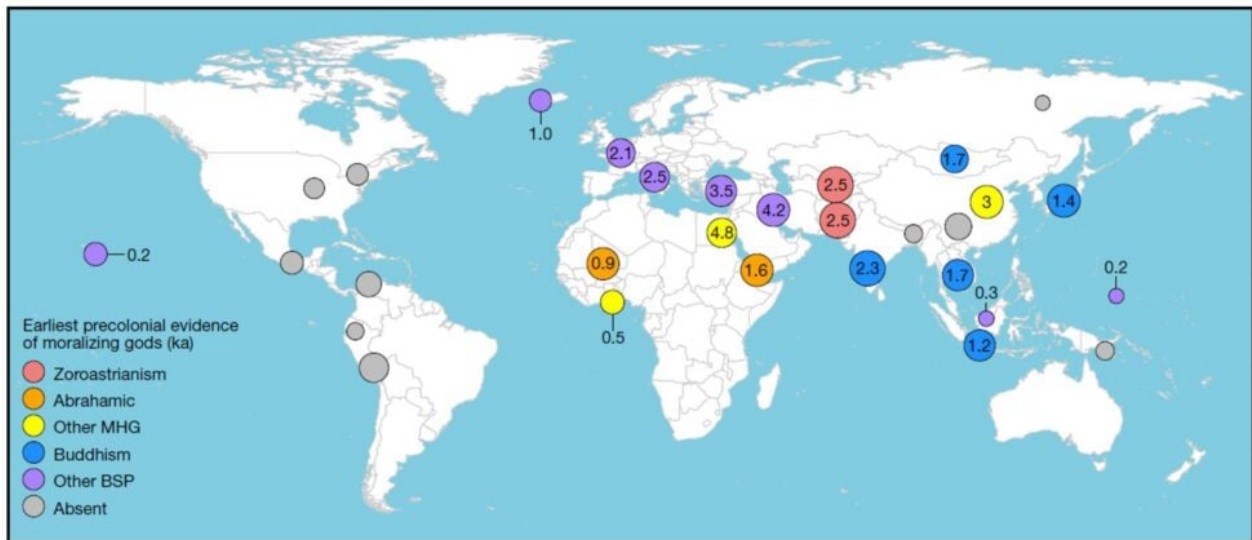 1.0
2.1
2.5
3.5
4.2
4.8
0.9
1.6
0.5
2.5
2.5
2.3
1.7
3
1.4
1.7
0.3
1.2
0.2
0.2
Earliest precolonial evidence
of moralizing gods (ka)
Zoroastrianism
Abrahamic
Other MHG
Buddhism
Other BSP
Absent